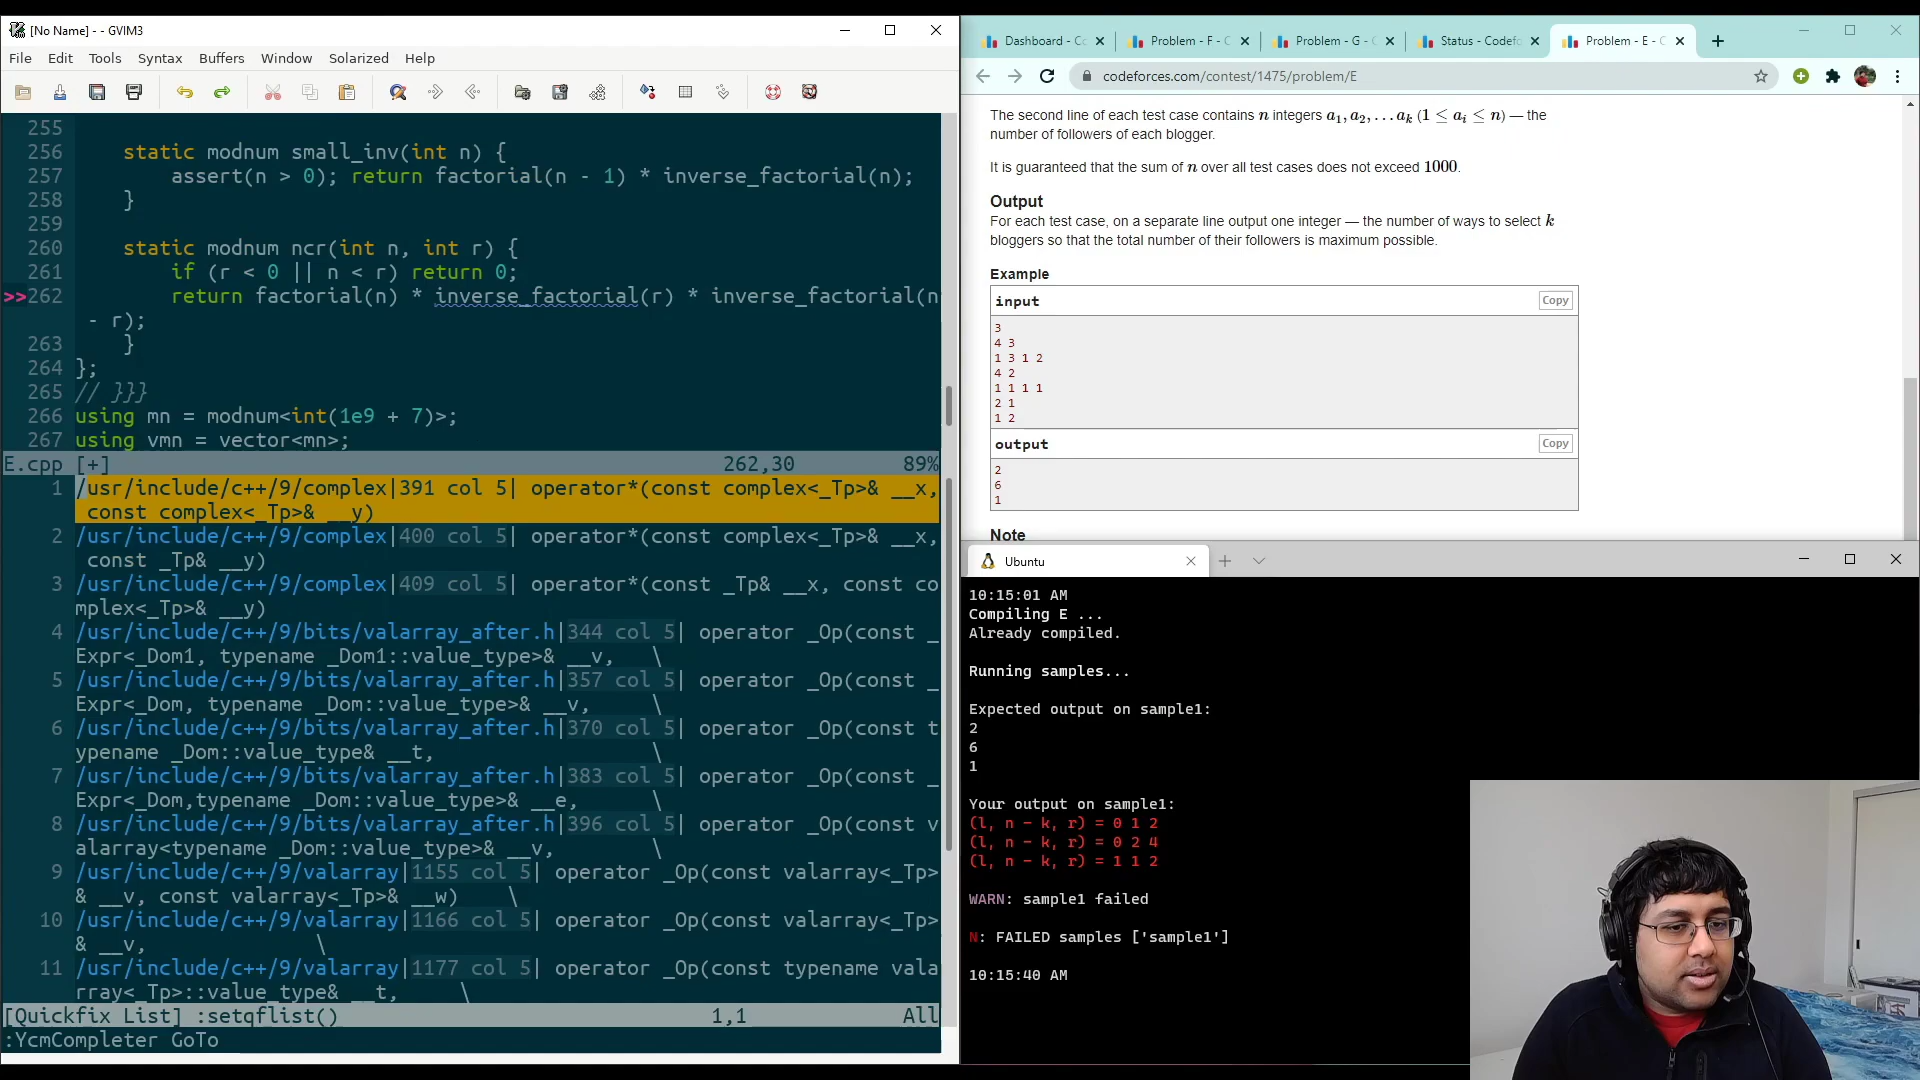 [No Name] - - GVIM3
File Edit Tools Syntax Buffers Window Solarized Help
255
256 static modnum small_inv(int n) {
257 assert(n > 0); return factorial(n - 1) * inverse_factorial(n);
258 }
259
260 static modnum ncr(int n, int r) {
261 if (r < 0 || n < r) return 0;
>>262 return factorial(n) * inverse_factorial(r) * inverse_factorial(n
- r);
263 }
264 };
265 // }}}
266 using mn = modnum<int(1e9 + 7)>;
267 using vmn = vector<mn>;
E.cpp [+] 262,30 89%
1 /usr/include/c++/9/complex|391 col 5| operator*(const complex<_Tp>& __x,
const complex<_Tp>& __y)
2 /usr/include/c++/9/complex|400 col 5| operator*(const complex<_Tp>& __x,
const _Tp& __y)
3 /usr/include/c++/9/complex|409 col 5| operator*(const _Tp& __x, const co
mplex<_Tp>& __y)
4 /usr/include/c++/9/bits/valarray_after.h|344 col 5| operator _Op(const _
Expr<_Dom1, typename _Dom1::value_type>& __v, \
5 /usr/include/c++/9/bits/valarray_after.h|357 col 5| operator _Op(const _
Expr<_Dom, typename _Dom::value_type>& __v, \
6 /usr/include/c++/9/bits/valarray_after.h|370 col 5| operator _Op(const t
ypename _Dom::value_type& __t, \
7 /usr/include/c++/9/bits/valarray_after.h|383 col 5| operator _Op(const _
Expr<_Dom,typename _Dom::value_type>& __e, \
8 /usr/include/c++/9/bits/valarray_after.h|396 col 5| operator _Op(const v
alarray<typename _Dom::value_type>& __v, \
9 /usr/include/c++/9/valarray|1155 col 5| operator _Op(const valarray<_Tp>
& __v, const valarray<_Tp>& __w) \
10 /usr/include/c++/9/valarray|1166 col 5| operator _Op(const valarray<_Tp>
& __v, \
11 /usr/include/c++/9/valarray|1177 col 5| operator _Op(const typename vala
rray<_Tp>::value_type& __t, \
[Quickfix List] :setqflist() 1,1 All
:YcmCompleter GoTo
Dashboard - Co Problem - F - C Problem - G - C Status - Codefo Problem - E - C
codeforces.com/contest/1475/problem/E
The second line of each test case contains n integers a1, a2, … ak (1 ≤ ai ≤ n) — the
number of followers of each blogger.
It is guaranteed that the sum of n over all test cases does not exceed 1000.
Output
For each test case, on a separate line output one integer — the number of ways to select k
bloggers so that the total number of their followers is maximum possible.
Example
input Copy
3
4 3
1 3 1 2
4 2
1 1 1 1
2 1
1 2
output Copy
2
6
1
Note
Ubuntu
10:15:01 AM
Compiling E ...
Already compiled.
Running samples...
Expected output on sample1:
2
6
1
Your output on sample1:
(l, n - k, r) = 0 1 2
(l, n - k, r) = 0 2 4
(l, n - k, r) = 1 1 2
WARN: sample1 failed
N: FAILED samples ['sample1']
10:15:40 AM